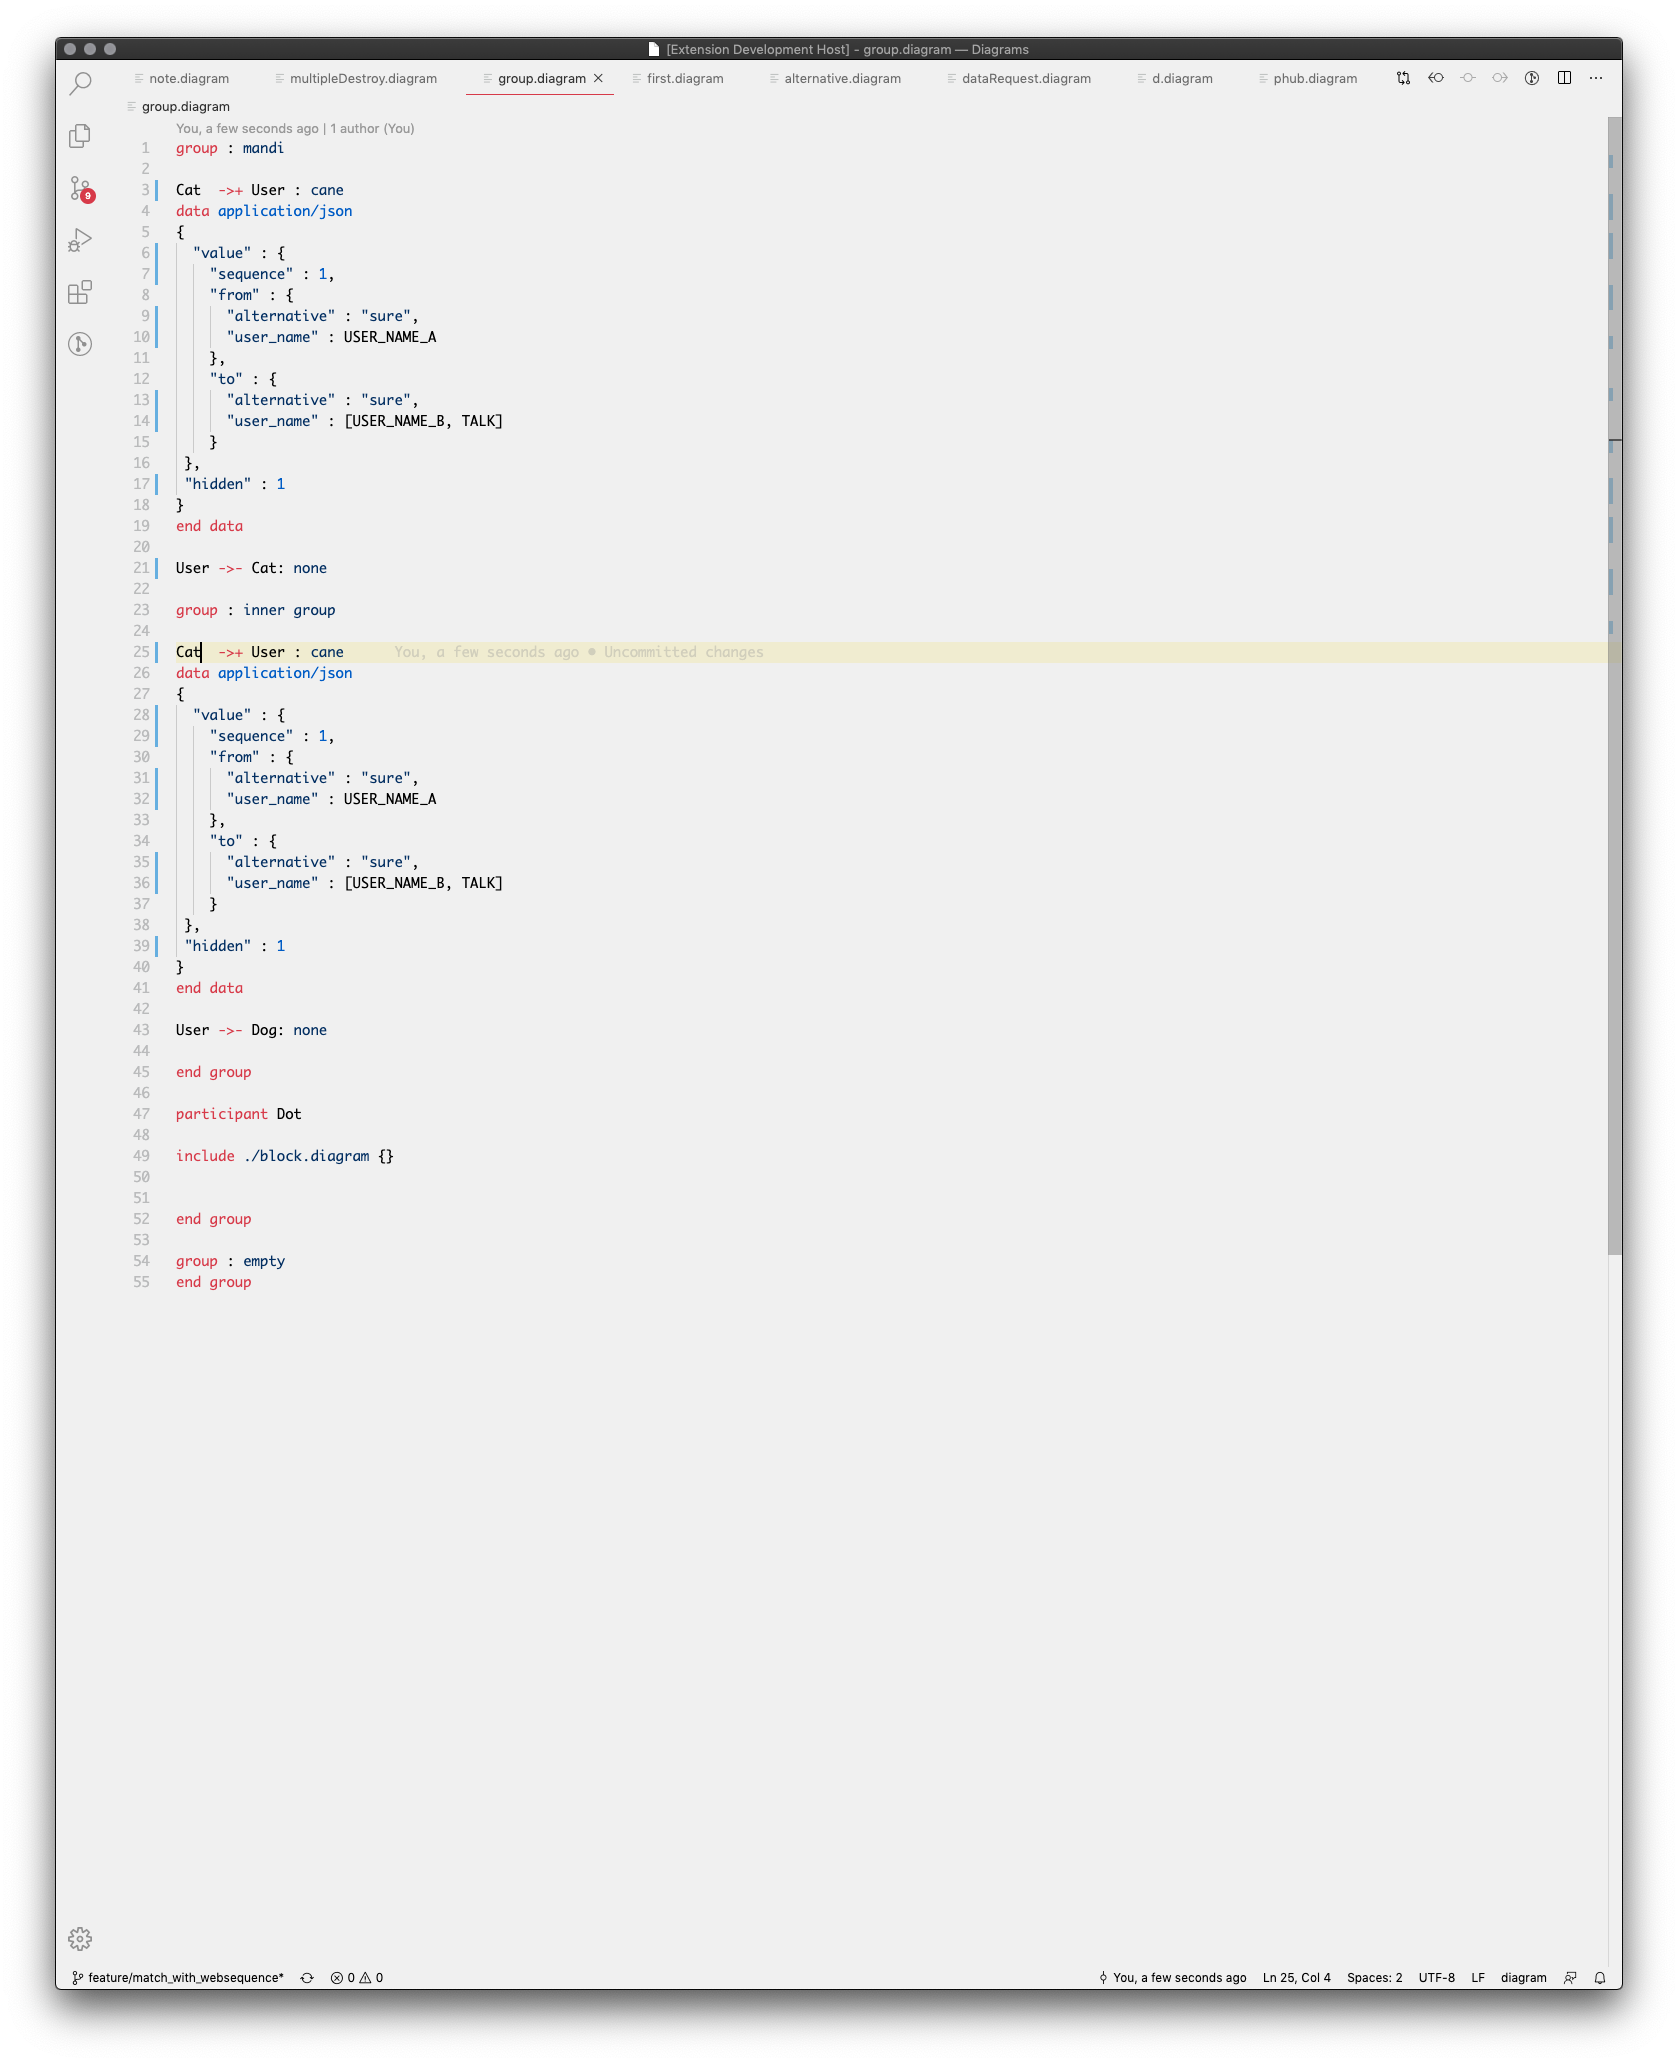 [Extension Development Host] - group.diagram — Diagrams
note.diagram multipleDestroy.diagram group.diagram first.diagram alternative.diagram dataRequest.diagram d.diagram phub.diagram
group.diagram
You, a few seconds ago | 1 author (You)
1 group : mandi
2
3 Cat  ->+ User : cane
4 data application/json
5 {
6   "value" : {
7     "sequence" : 1,
8     "from" : {
9       "alternative" : "sure",
10       "user_name" : USER_NAME_A
11     },
12     "to" : {
13       "alternative" : "sure",
14       "user_name" : [USER_NAME_B, TALK]
15     }
16  },
17  "hidden" : 1
18 }
19 end data
20
21 User ->- Cat: none
22
23 group : inner group
24
25 Cat  ->+ User : cane You, a few seconds ago • Uncommitted changes
26 data application/json
27 {
28   "value" : {
29     "sequence" : 1,
30     "from" : {
31       "alternative" : "sure",
32       "user_name" : USER_NAME_A
33     },
34     "to" : {
35       "alternative" : "sure",
36       "user_name" : [USER_NAME_B, TALK]
37     }
38  },
39  "hidden" : 1
40 }
41 end data
42
43 User ->- Dog: none
44
45 end group
46
47 participant Dot
48
49 include ./block.diagram {}
50
51
52 end group
53
54 group : empty
55 end group
9
feature/match_with_websequence* 0 0 You, a few seconds ago Ln 25, Col 4 Spaces: 2 UTF-8 LF diagram